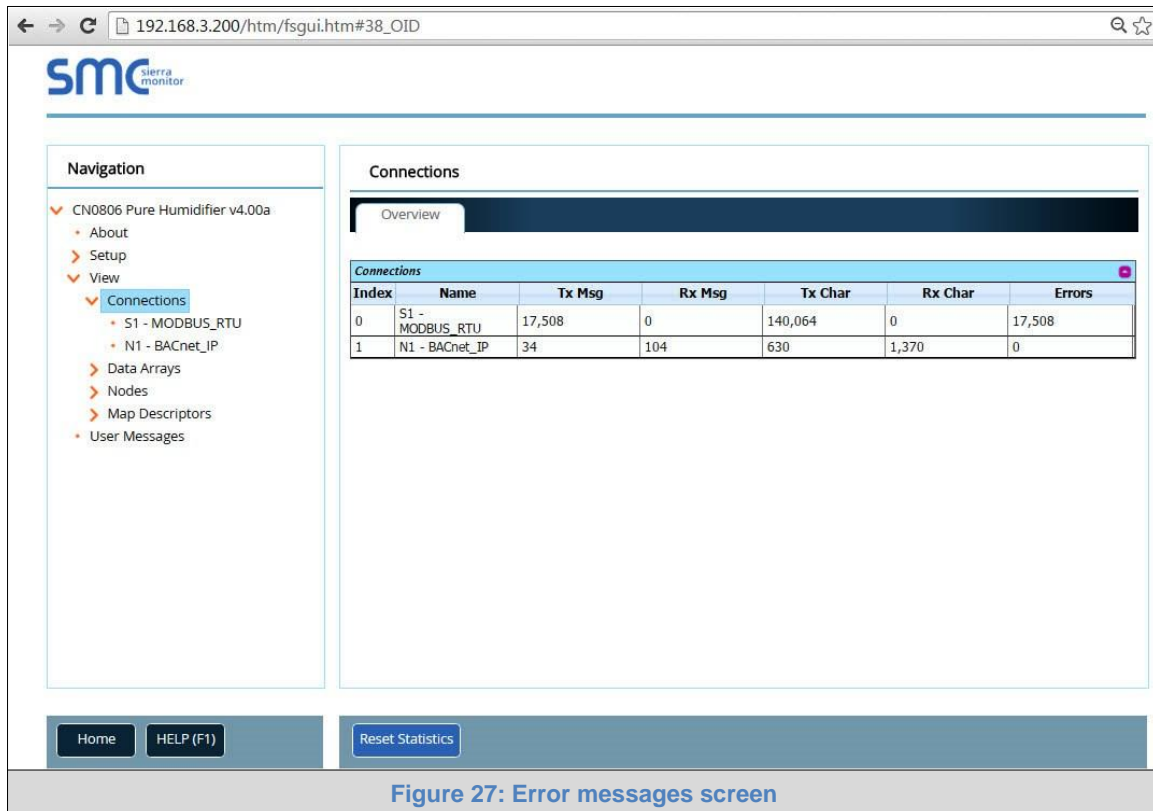 192.168.3.200/htm/fsgui.htm#38_OID
SMC sierra monitor
Navigation
CN0806 Pure Humidifier v4.00a
About
Setup
View
Connections
S1 - MODBUS_RTU
N1 - BACnet_IP
Data Arrays
Nodes
Map Descriptors
User Messages
Connections
Overview
Connections
Index Name Tx Msg Rx Msg Tx Char Rx Char Errors
0 S1 - MODBUS_RTU 17,508 0 140,064 0 17,508
1 N1 - BACnet_IP 34 104 630 1,370 0
Home HELP (F1) Reset Statistics
Figure 27: Error messages screen